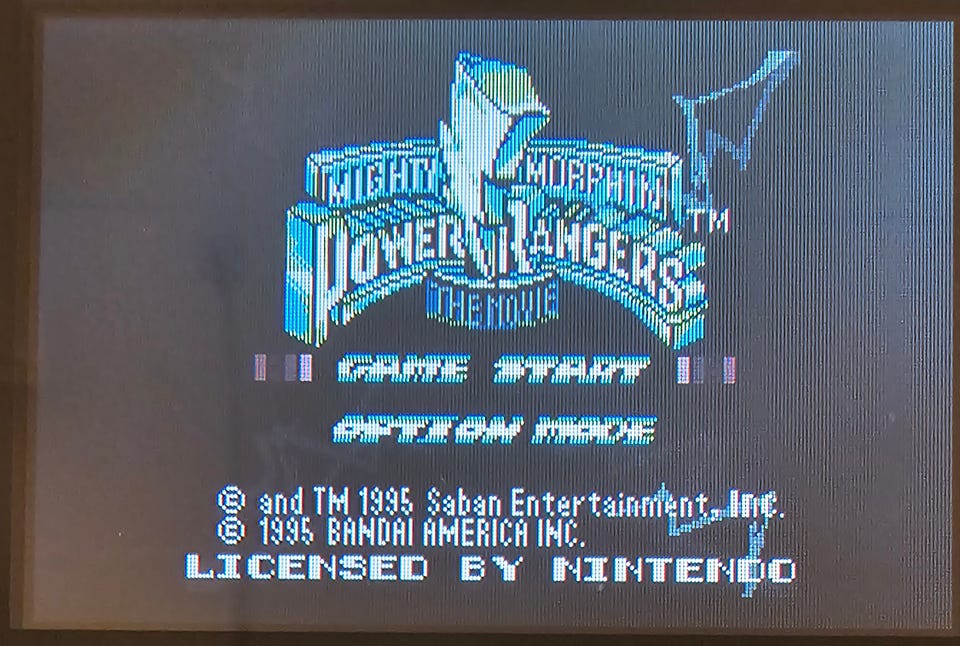 MIGHTY MORPHIN
POWER RANGERS TM
THE MOVIE
GAME START
OPTION MODE
© and TM 1995 Saban Entertainment, Inc.
© 1995 BANDAI AMERICA INC.
LICENSED BY NINTENDO